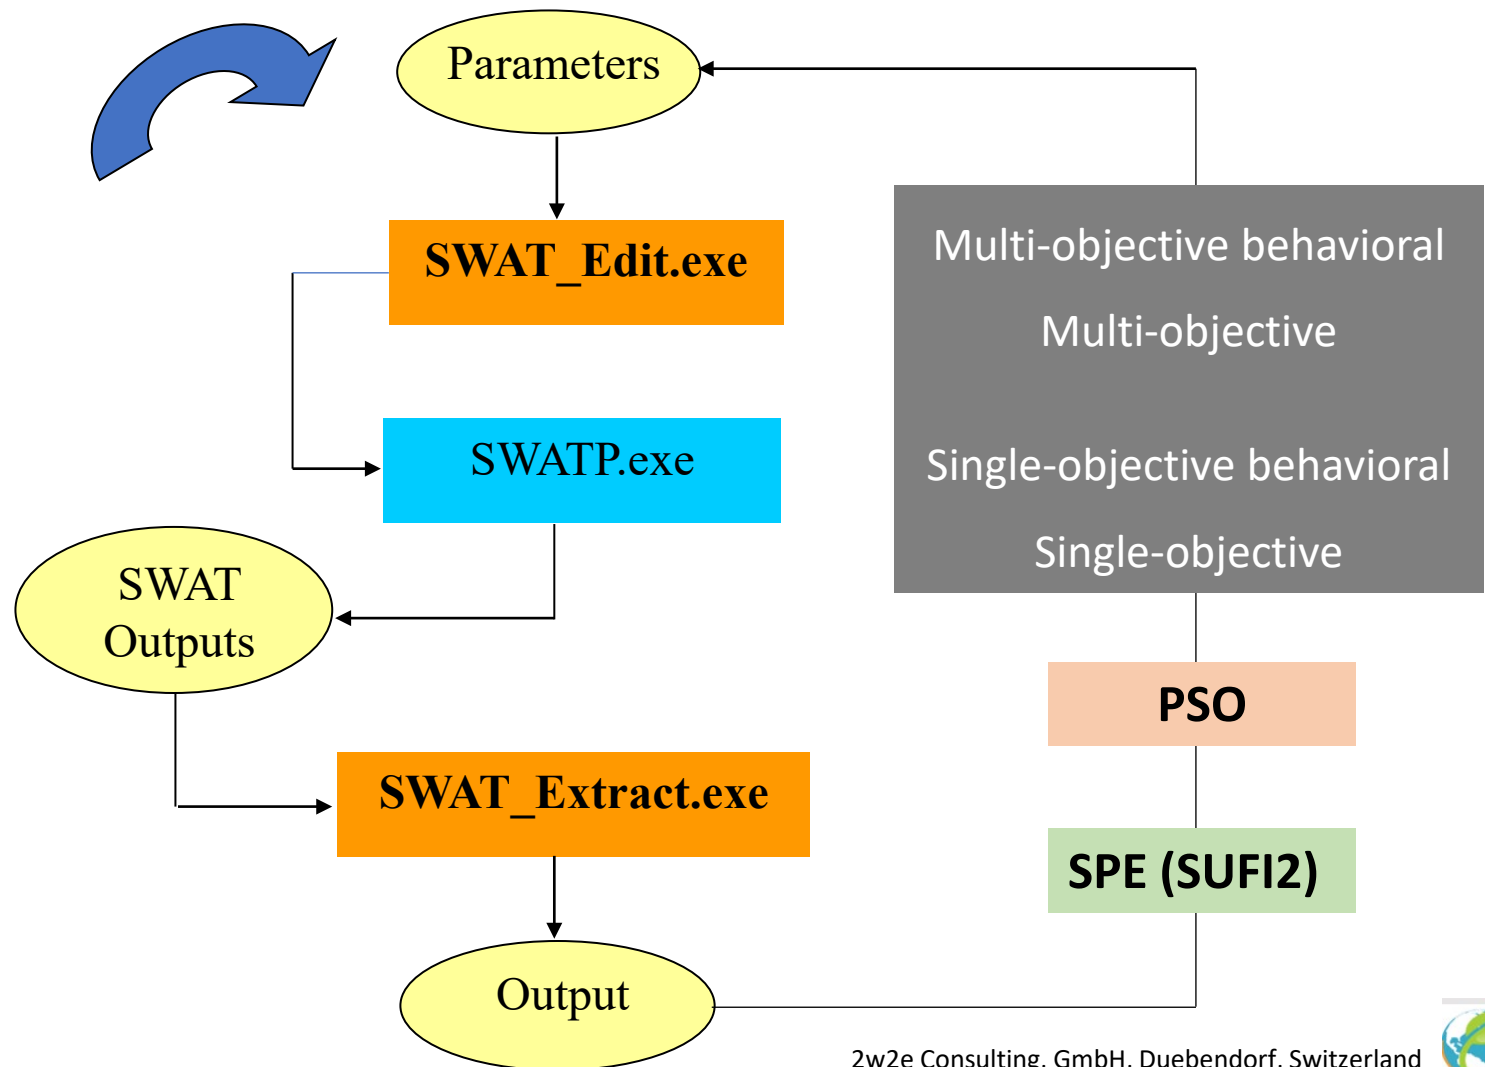 Parameters
SWAT_Edit.exe
SWATP.exe
SWAT
Outputs
SWAT_Extract.exe
Output
Multi-objective behavioral
Multi-objective
Single-objective behavioral
Single-objective
PSO
SPE (SUFI2)
2w2e Consulting, GmbH, Duebendorf, Switzerland